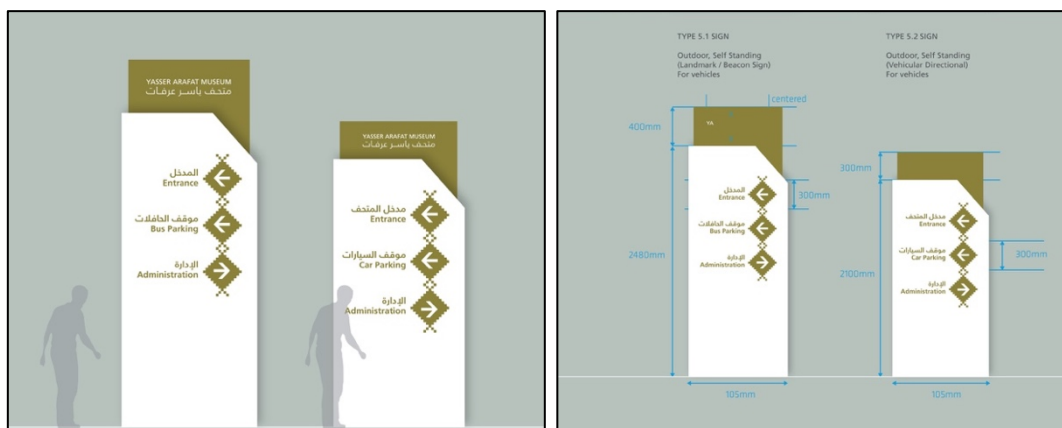 YASSER ARAFAT MUSEUM
متحف ياسر عرفات
المدخل
Entrance
موقف الحافلات
Bus Parking
الإدارة
Administration
YASSER ARAFAT MUSEUM
متحف ياسر عرفات
مدخل المتحف
Entrance
موقف السيارات
Car Parking
الإدارة
Administration
TYPE 5.1 SIGN
Outdoor, Self Standing
(Landmark / Beacon Sign)
For vehicles
centered
400mm
YA
300mm
2480mm
المدخل
Entrance
موقف الحافلات
Bus Parking
الإدارة
Administration
105mm
TYPE 5.2 SIGN
Outdoor, Self Standing
(Vehicular Directional)
For vehicles
300mm
2100mm
مدخل المتحف
Entrance
موقف السيارات
Car Parking
الإدارة
Administration
300mm
105mm